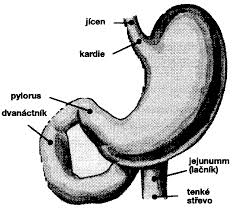 jícen
kardie
pylorus
dvanáctník
jejunumm
(lačník)
tenké
střevo